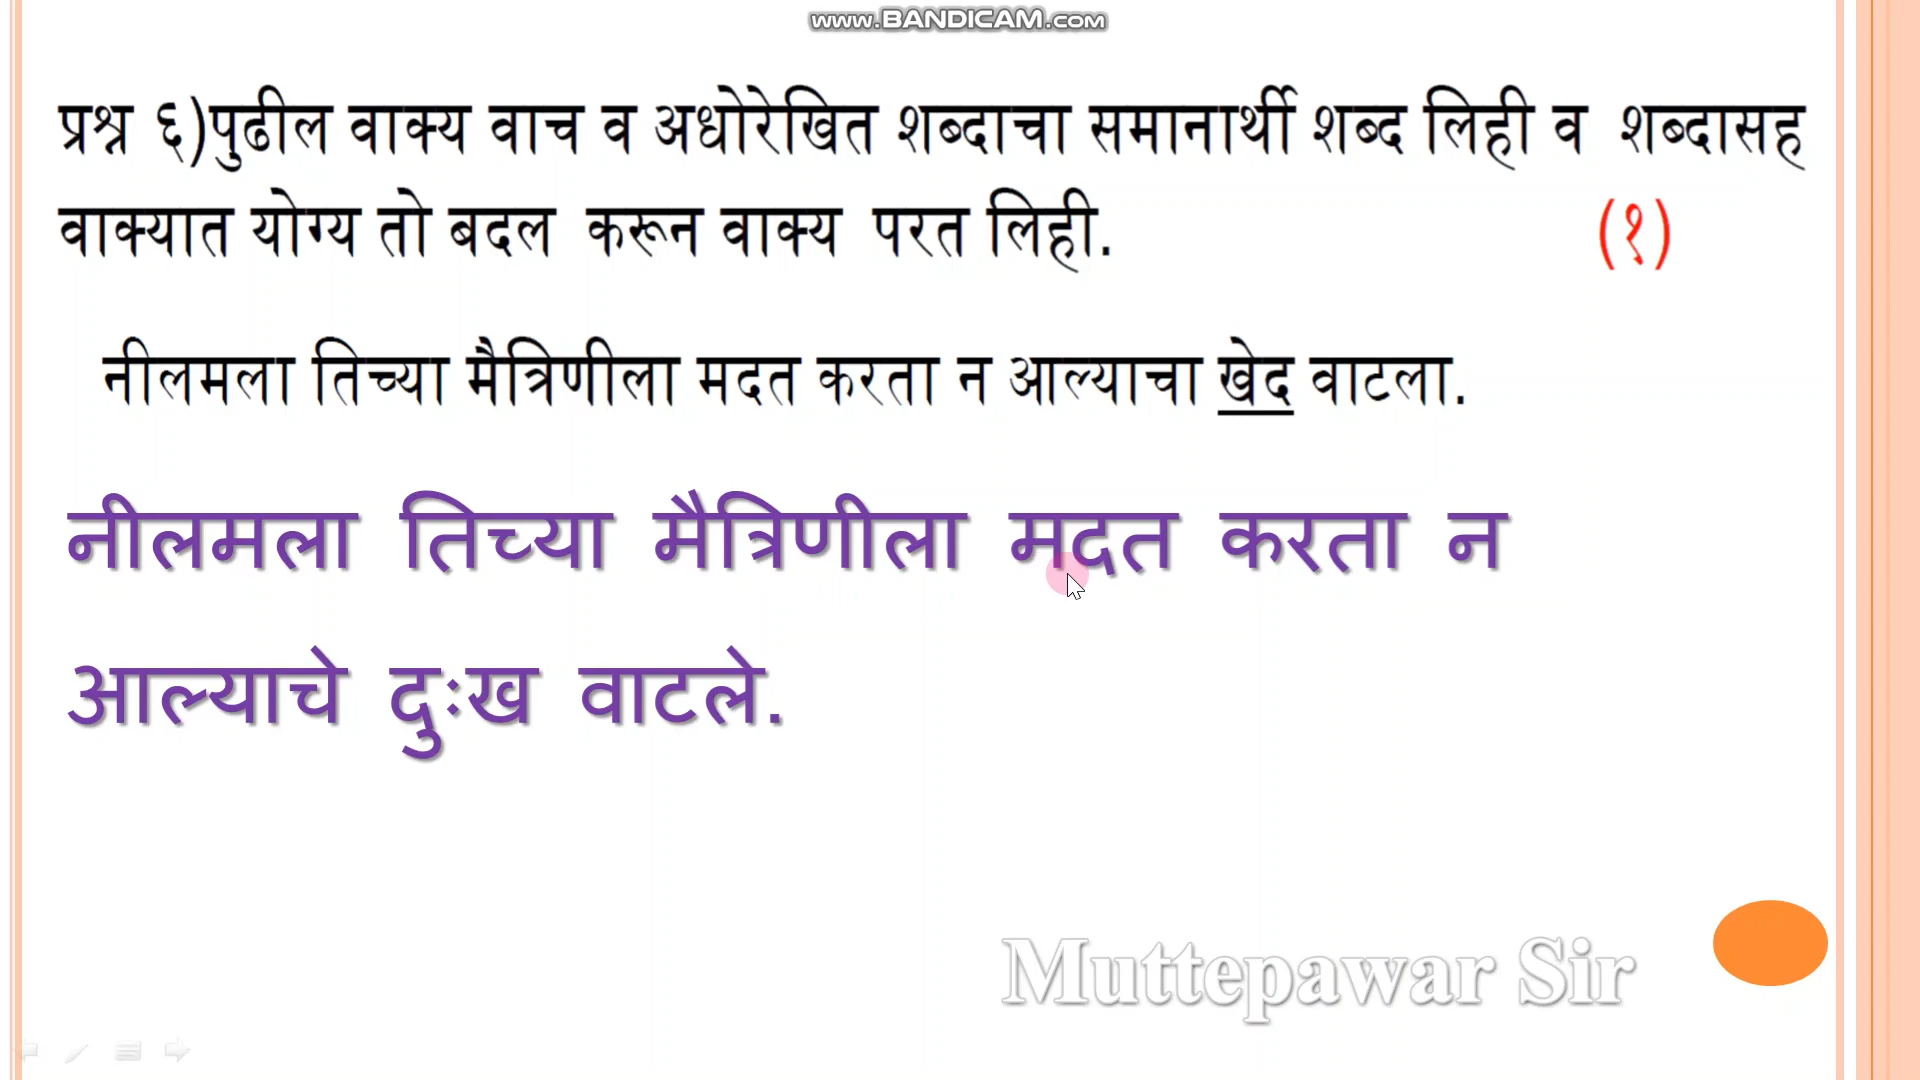 www.BANDICAM.com
प्रश्न ६)पुढील वाक्य वाच व अधोरेखित शब्दाचा समानार्थी शब्द लिही व शब्दासह
वाक्यात योग्य तो बदल करून वाक्य परत लिही. (१)
नीलमला तिच्या मैत्रिणीला मदत करता न आल्याचा खेद वाटला.
नीलमला तिच्या मैत्रिणीला मदत करता न
आल्याचे दुःख वाटले.
Muttepawar Sir